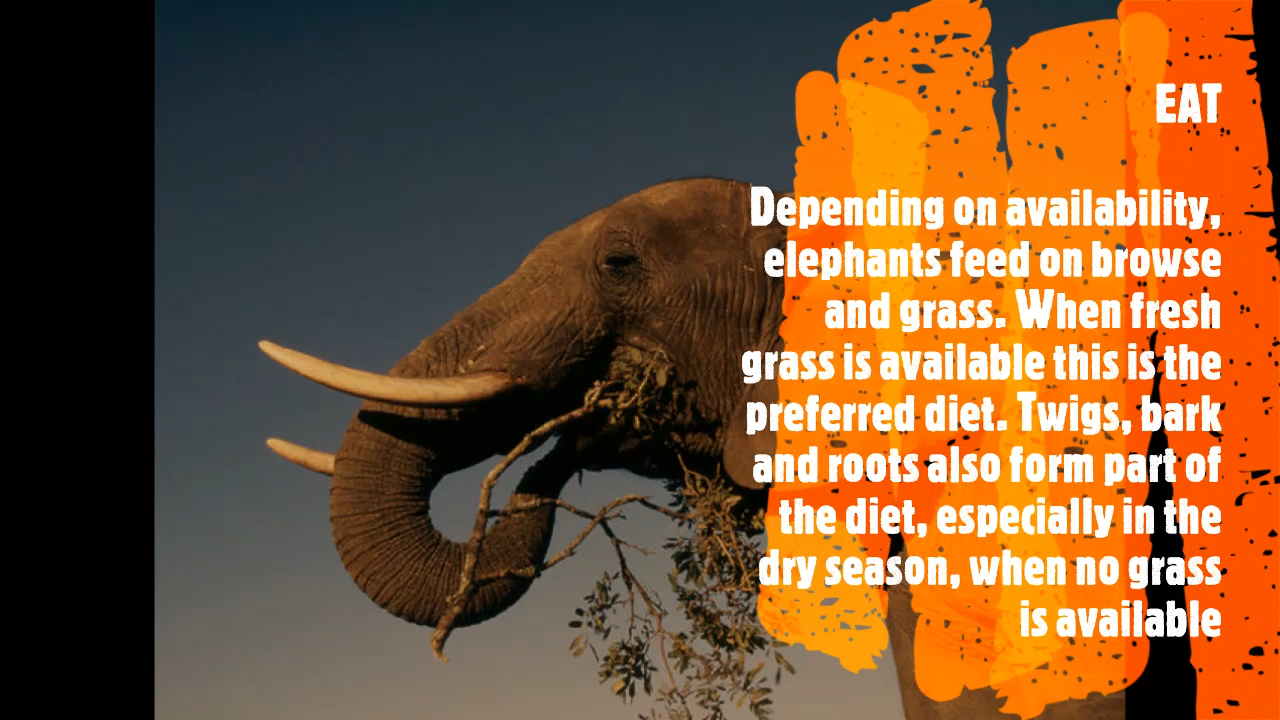 EAT
Depending on availability,
elephants feed on browse
and grass. When fresh
grass is available this is the
preferred diet. Twigs, bark
and roots also form part of
the diet, especially in the
dry season, when no grass
is available